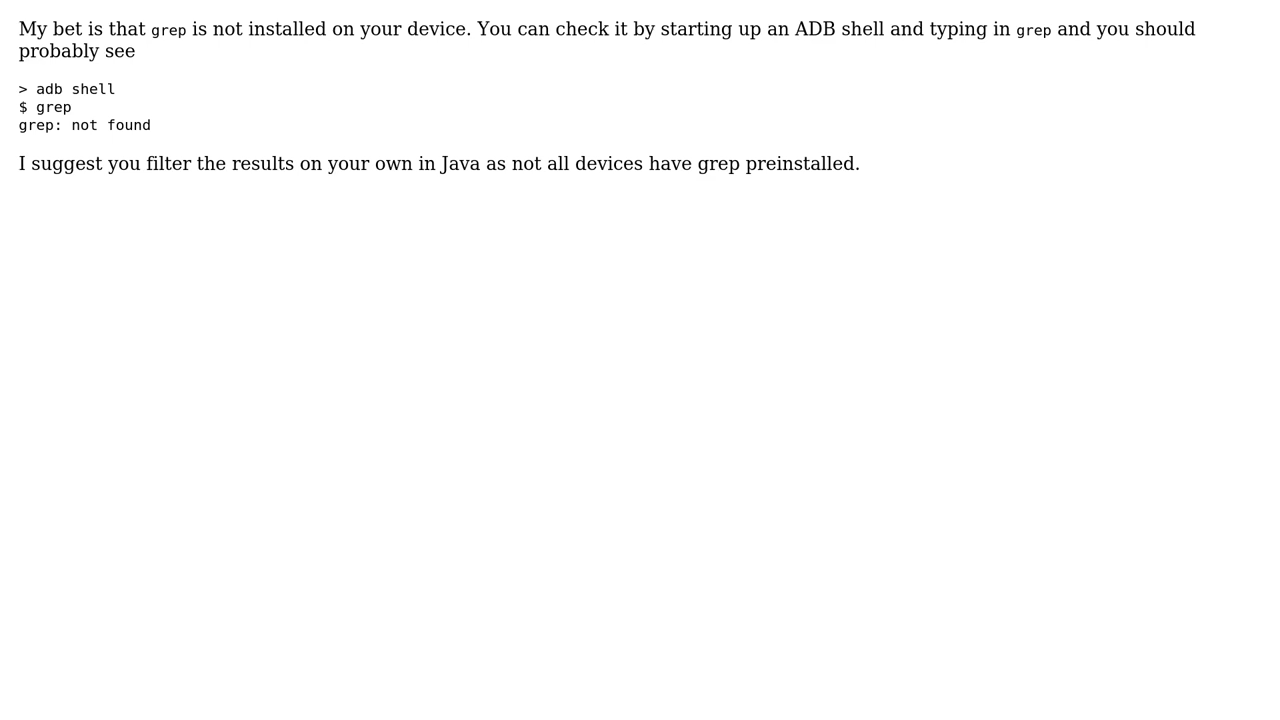 My bet is that grep is not installed on your device. You can check it by starting up an ADB shell and typing in grep and you should
probably see
> adb shell
$ grep
grep: not found
I suggest you filter the results on your own in Java as not all devices have grep preinstalled.